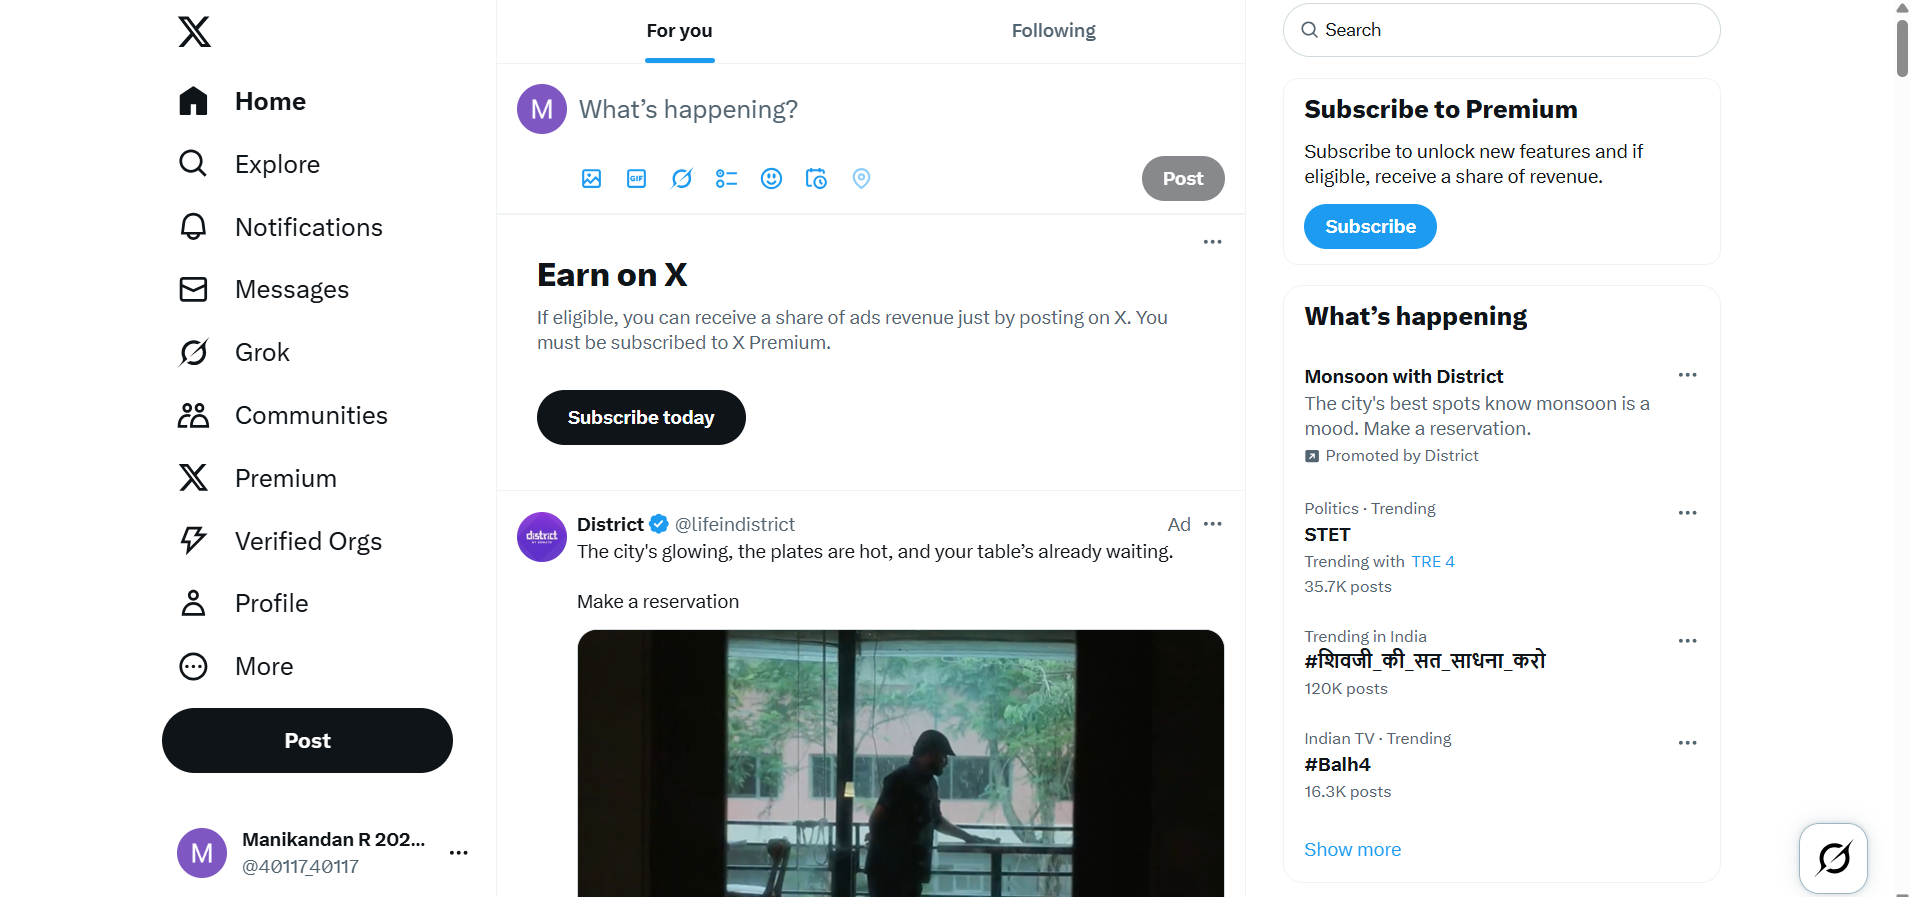 Home
Explore
Notifications
Messages
Grok
Communities
Premium
Verified Orgs
Profile
More
Post
Manikandan R 202...
@40117_40117
For you
Following
M
What's happening?
GIF
Post
Earn on X
If eligible, you can receive a share of ads revenue just by posting on X. You
must be subscribed to X Premium.
Subscribe today
district
District @lifeindistrict
Ad
The city's glowing, the plates are hot, and your table's already waiting.
Make a reservation
Search
Subscribe to Premium
Subscribe to unlock new features and if
eligible, receive a share of revenue.
Subscribe
What's happening
Monsoon with District
The city's best spots know monsoon is a
mood. Make a reservation.
Promoted by District
Politics · Trending
STET
Trending with TRE 4
35.7K posts
Trending in India
#शिवजी_की_सत_साधना_करो
120K posts
Indian TV · Trending
#Balh4
16.3K posts
Show more
M